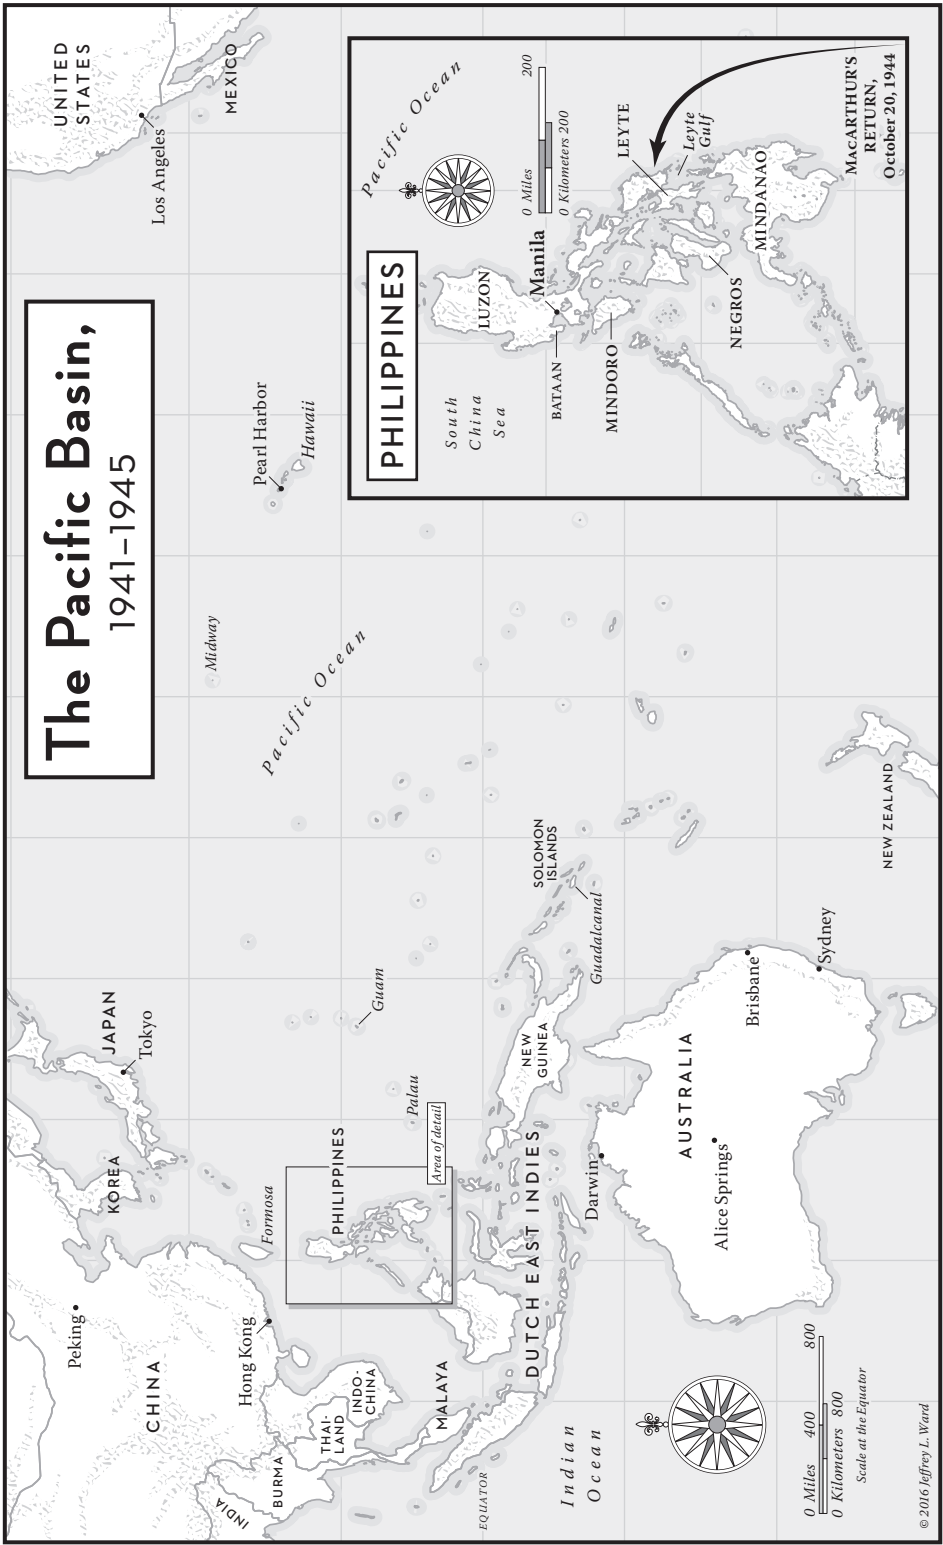 The Pacific Basin,
1941–1945
UNITED
STATES
Los Angeles
MEXICO
Pearl Harbor
Hawaii
Midway
Pacific Ocean
JAPAN
Tokyo
KOREA
Peking
CHINA
Hong Kong
Formosa
Guam
Palau
PHILIPPINES
Area of detail
INDIA
BURMA
THAI-
LAND
INDO-
CHINA
MALAYA
EQUATOR
DUTCH EAST INDIES
NEW
GUINEA
SOLOMON
ISLANDS
Guadalcanal
Indian
Ocean
Darwin
AUSTRALIA
Alice Springs
Brisbane
Sydney
NEW ZEALAND
0 Miles 400 800
0 Kilometers 800
Scale at the Equator
© 2016 Jeffrey L. Ward
PHILIPPINES
Pacific Ocean
South
China
Sea
LUZON
Manila
BATAAN
MINDORO
0 Miles 200
0 Kilometers 200
LEYTE
Leyte
Gulf
NEGROS
MINDANAO
MACARTHUR'S
RETURN,
October 20, 1944